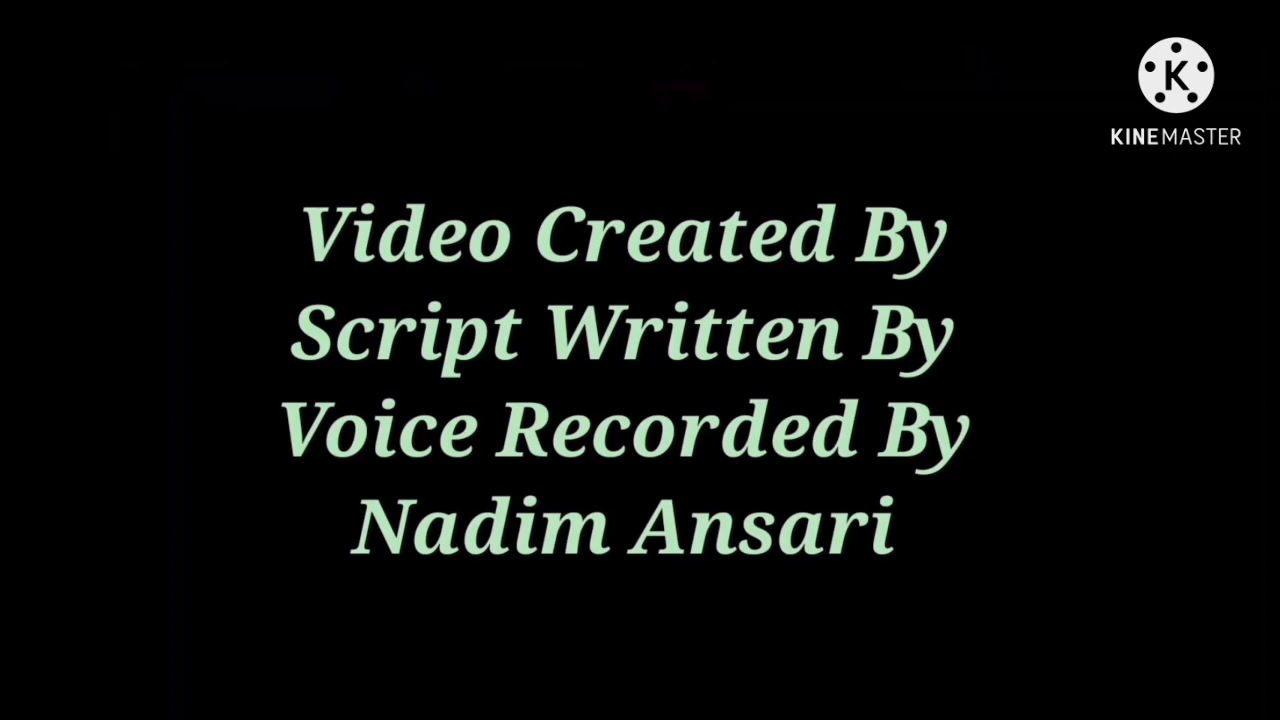 K
KINEMASTER
Video Created By
Script Written By
Voice Recorded By
Nadim Ansari